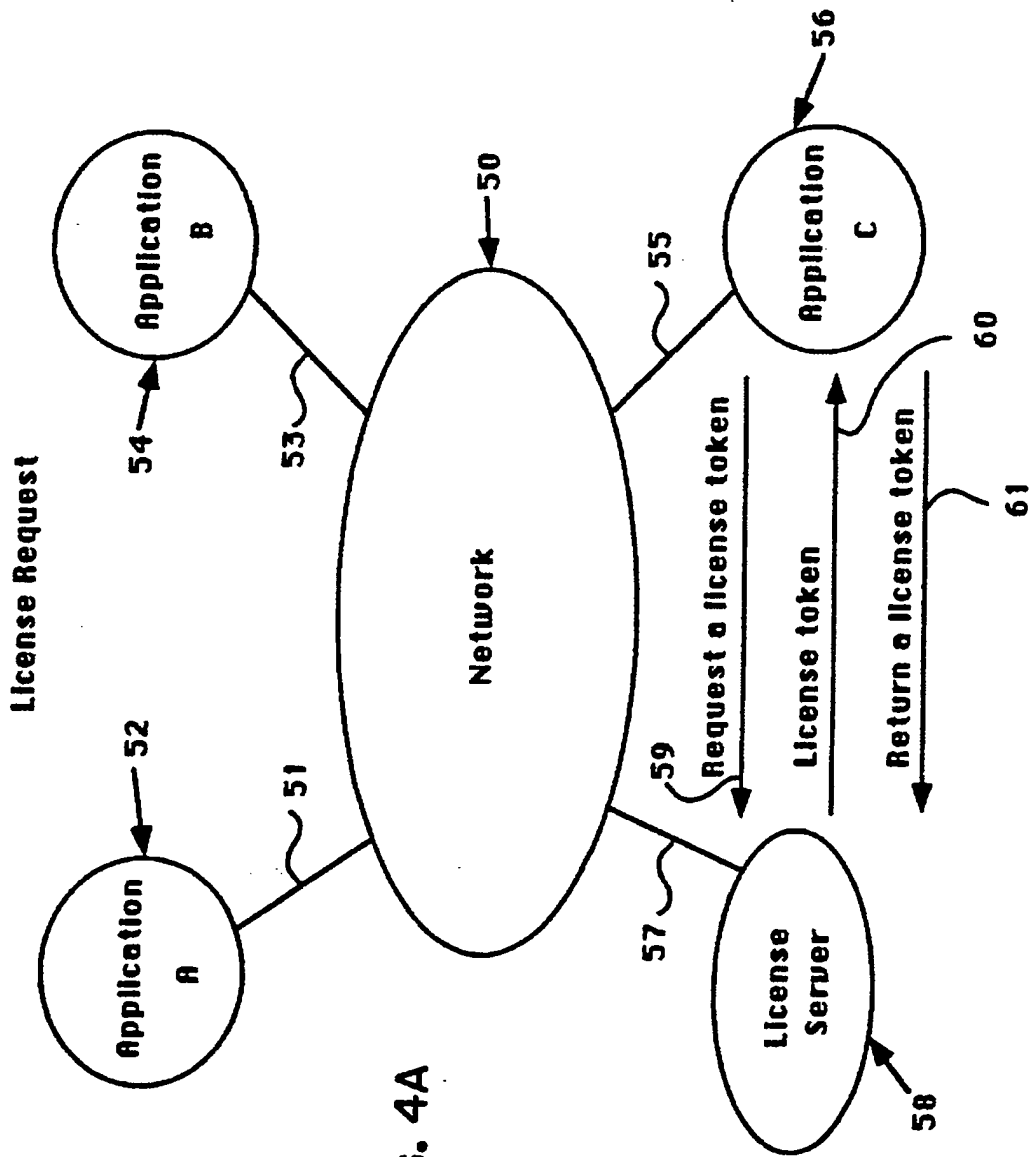 License Request
Application
A
52
51
Application
B
54
53
Network
50
Application
C
56
55
License
Server
58
57
59
Request a license token
License token
60
Return a license token
61
4A